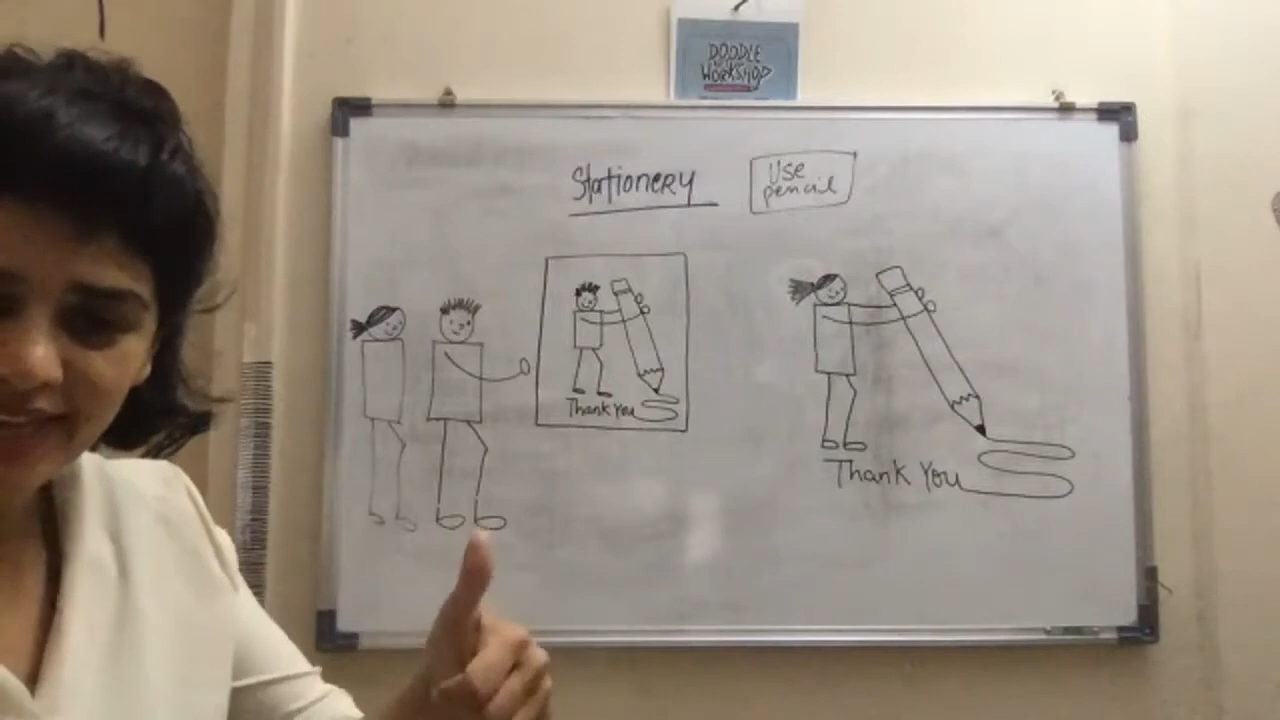 DOODLE
WORKSHOP
Stationery
Use
pencil
Thank You
Thank You